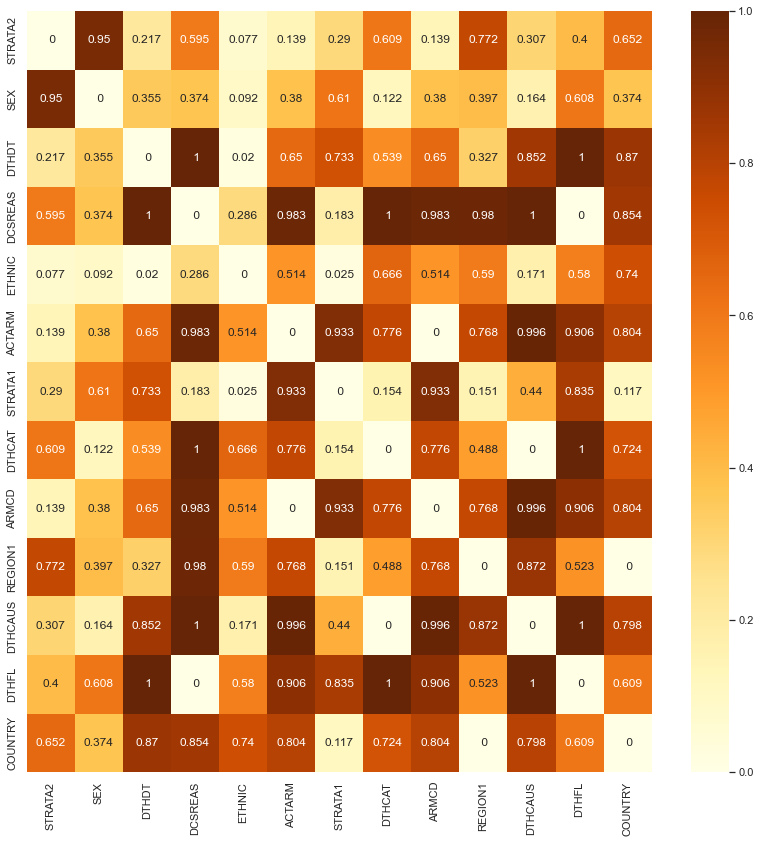 STRATA2 0 0.95 0.217 0.595 0.077 0.139 0.29 0.609 0.139 0.772 0.307 0.4 0.652
SEX 0.95 0 0.355 0.374 0.092 0.38 0.61 0.122 0.38 0.397 0.164 0.608 0.374
DTHDT 0.217 0.355 0 1 0.02 0.65 0.733 0.539 0.65 0.327 0.852 1 0.87
DCSREAS 0.595 0.374 1 0 0.286 0.983 0.183 1 0.983 0.98 1 0 0.854
ETHNIC 0.077 0.092 0.02 0.286 0 0.514 0.025 0.666 0.514 0.59 0.171 0.58 0.74
ACTARM 0.139 0.38 0.65 0.983 0.514 0 0.933 0.776 0 0.768 0.996 0.906 0.804
STRATA1 0.29 0.61 0.733 0.183 0.025 0.933 0 0.154 0.933 0.151 0.44 0.835 0.117
DTHCAT 0.609 0.122 0.539 1 0.666 0.776 0.154 0 0.776 0.488 0 1 0.724
ARMCD 0.139 0.38 0.65 0.983 0.514 0 0.933 0.776 0 0.768 0.996 0.906 0.804
REGION1 0.772 0.397 0.327 0.98 0.59 0.768 0.151 0.488 0.768 0 0.872 0.523 0
DTHCAUS 0.307 0.164 0.852 1 0.171 0.996 0.44 0 0.996 0.872 0 1 0.798
DTHFL 0.4 0.608 1 0 0.58 0.906 0.835 1 0.906 0.523 1 0 0.609
COUNTRY 0.652 0.374 0.87 0.854 0.74 0.804 0.117 0.724 0.804 0 0.798 0.609 0
STRATA2 SEX DTHDT DCSREAS ETHNIC ACTARM STRATA1 DTHCAT ARMCD REGION1 DTHCAUS DTHFL COUNTRY
1.0
0.8
0.6
0.4
0.2
0.0